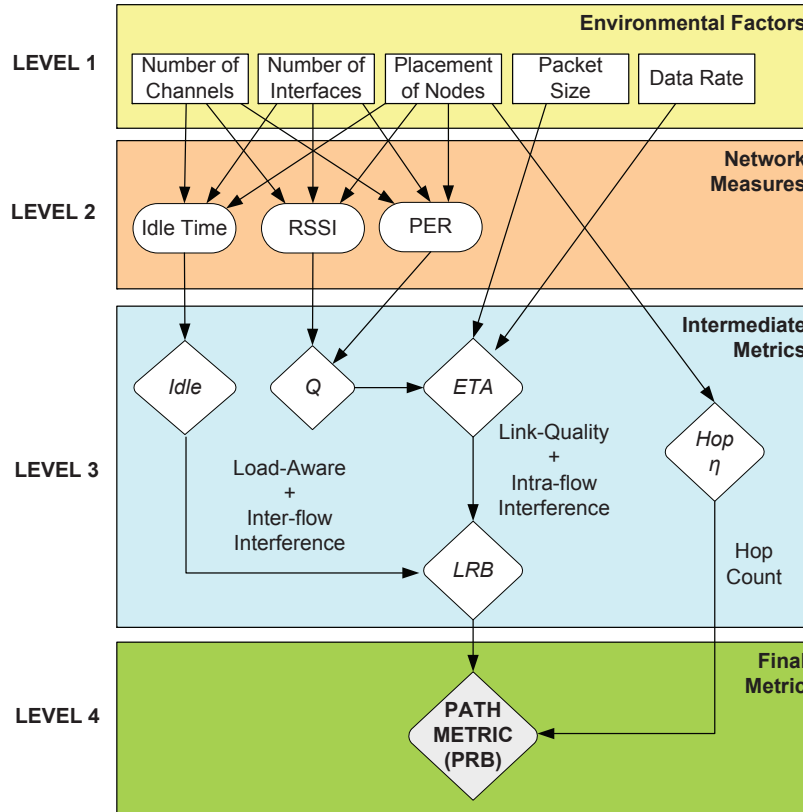 Environmental Factors
LEVEL 1
Number of
Channels
Number of
Interfaces
Placement
of Nodes
Packet
Size
Data Rate
Network
Measures
LEVEL 2
Idle Time
RSSI
PER
Intermediate
Metrics
LEVEL 3
Idle
Q
ETA
Hop
η
Load-Aware
+
Inter-flow
Interference
Link-Quality
+
Intra-flow
Interference
LRB
Hop
Count
Final
Metric
LEVEL 4
PATH
METRIC
(PRB)